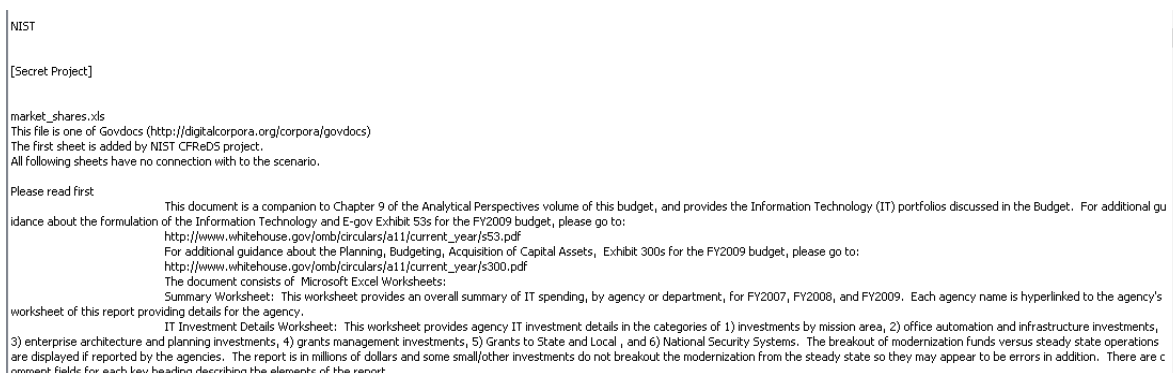 NIST
[Secret Project]
market_shares.xls
This file is one of Govdocs (http://digitalcorpora.org/corpora/govdocs)
The first sheet is added by NIST CFReDS project.
All following sheets have no connection with to the scenario.
Please read first
This document is a companion to Chapter 9 of the Analytical Perspectives volume of this budget, and provides the Information Technology (IT) portfolios discussed in the Budget.  For additional gu
idance about the formulation of the Information Technology and E-gov Exhibit 53s for the FY2009 budget, please go to:
http://www.whitehouse.gov/omb/circulars/a11/current_year/s53.pdf
For additional guidance about the Planning, Budgeting, Acquisition of Capital Assets,  Exhibit 300s for the FY2009 budget, please go to:
http://www.whitehouse.gov/omb/circulars/a11/current_year/s300.pdf
The document consists of  Microsoft Excel Worksheets:
Summary Worksheet:  This worksheet provides an overall summary of IT spending, by agency or department, for FY2007, FY2008, and FY2009.  Each agency name is hyperlinked to the agency's
worksheet of this report providing details for the agency.
IT Investment Details Worksheet:  This worksheet provides agency IT investment details in the categories of 1) investments by mission area, 2) office automation and infrastructure investments,
3) enterprise architecture and planning investments, 4) grants management investments, 5) Grants to State and Local , and 6) National Security Systems.  The breakout of modernization funds versus steady state operations
are displayed if reported by the agencies.  The report is in millions of dollars and some small/other investments do not breakout the modernization from the steady state so they may appear to be errors in addition.  There are c
omment fields for each key heading describing the elements of the report.